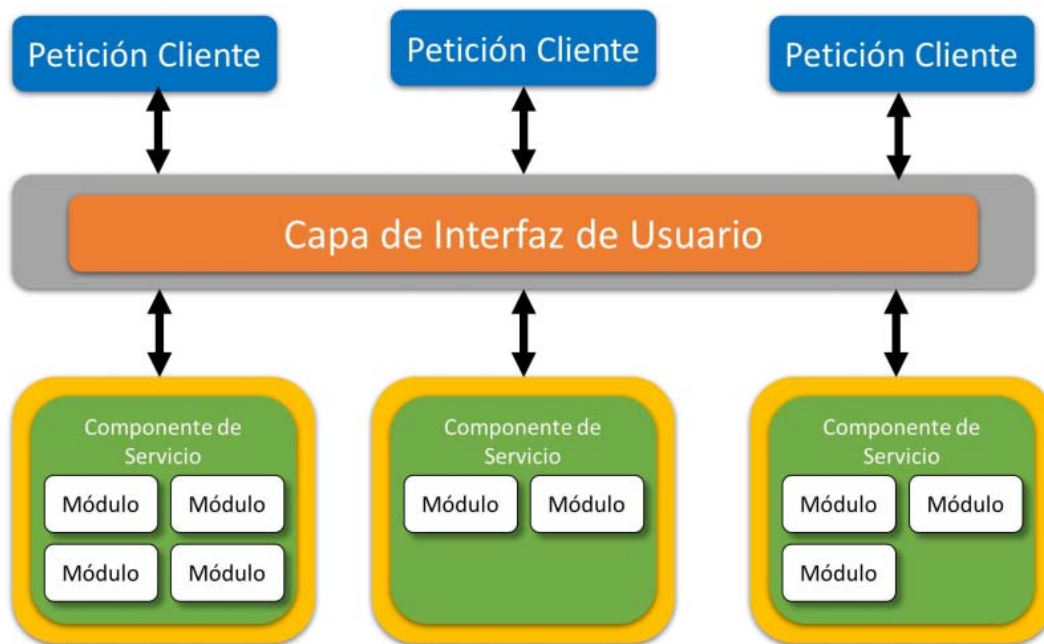 Petición Cliente
Petición Cliente
Petición Cliente
Capa de Interfaz de Usuario
Componente de
Servicio
Módulo
Módulo
Módulo
Módulo
Componente de
Servicio
Módulo
Módulo
Componente de
Servicio
Módulo
Módulo
Módulo